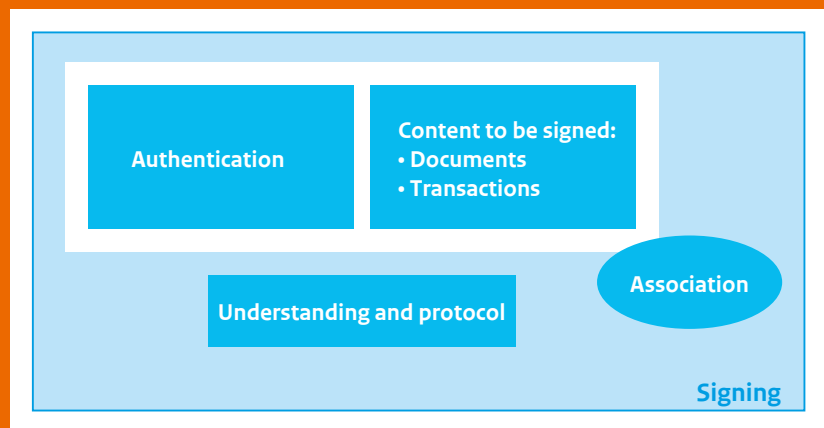 Authentication
Content to be signed:
• Documents
• Transactions
Association
Understanding and protocol
Signing